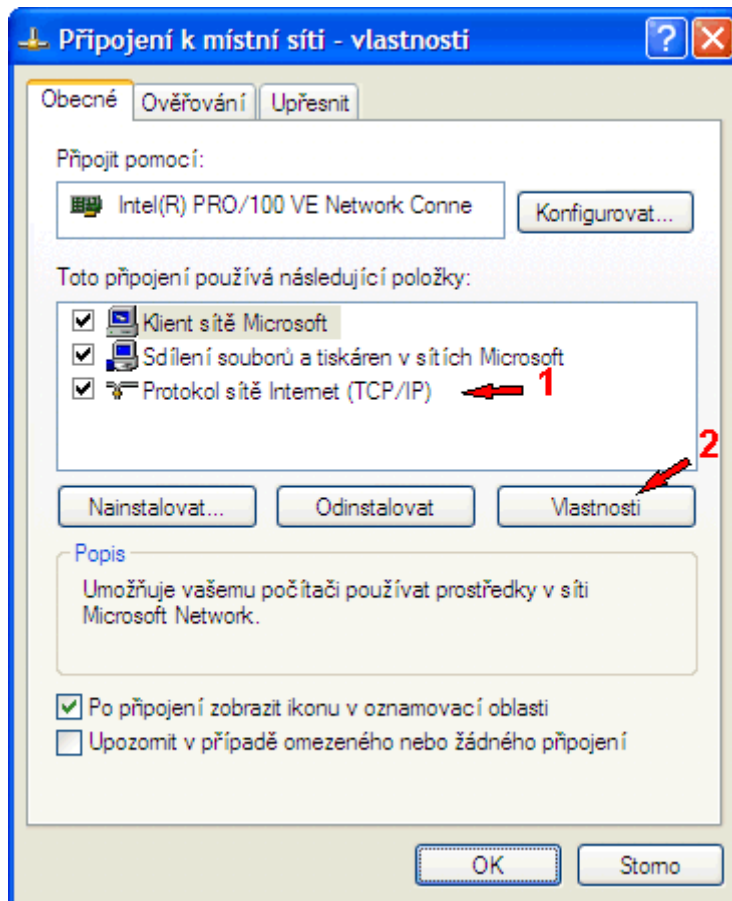 Připojení k místní síti - vlastnosti
Obecné Ověřování Upřesnit
Připojit pomocí:
Intel(R) PRO/100 VE Network Conne Konfigurovat...
Toto připojení používá následující položky:
Klient sítě Microsoft
Sdílení souborů a tiskáren v sítích Microsoft
Protokol sítě Internet (TCP/IP) 1
2
Nainstalovat... Odinstalovat Vlastnosti
Popis
Umožňuje vašemu počítači používat prostředky v síti
Microsoft Network.
Po připojení zobrazit ikonu v oznamovací oblasti
Upozornit v případě omezeného nebo žádného připojení
OK Storno